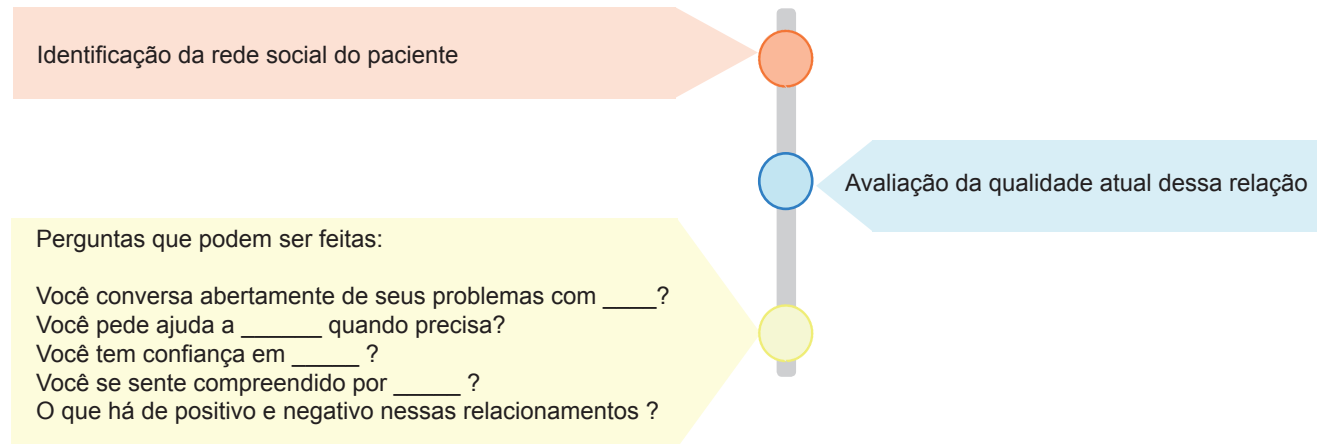 Identificação da rede social do paciente
Avaliação da qualidade atual dessa relação
Perguntas que podem ser feitas:
Você conversa abertamente de seus problemas com ____?
Você pede ajuda a ______ quando precisa?
Você tem confiança em _____ ?
Você se sente compreendido por _____ ?
O que há de positivo e negativo nessas relacionamentos ?